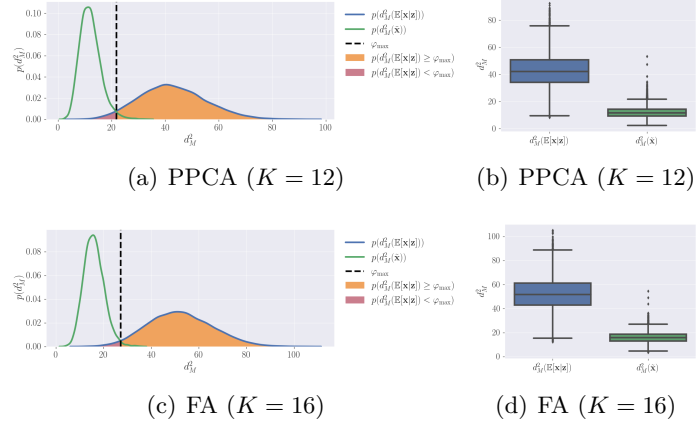 0.10
0.08
0.06
0.04
0.02
0.00
p(d²_M)
0 20 40 60 80 100
d²_M
p(d²_M(𝔼[x|z]))
p(d²_M(x̄))
φ_max
p(d²_M(𝔼[x|z]) ≥ φ_max)
p(d²_M(𝔼[x|z]) < φ_max)
80
60
40
20
0
d²_M
d²_M(𝔼[x|z]) d²_M(x̄)
(a) PPCA (K = 12)
(b) PPCA (K = 12)
0.08
0.06
0.04
0.02
0.00
p(d²_M)
0 20 40 60 80 100
d²_M
p(d²_M(𝔼[x|z]))
p(d²_M(x̄))
φ_max
p(d²_M(𝔼[x|z]) ≥ φ_max)
p(d²_M(𝔼[x|z]) < φ_max)
100
80
60
40
20
0
d²_M
d²_M(𝔼[x|z]) d²_M(x̄)
(c) FA (K = 16)
(d) FA (K = 16)